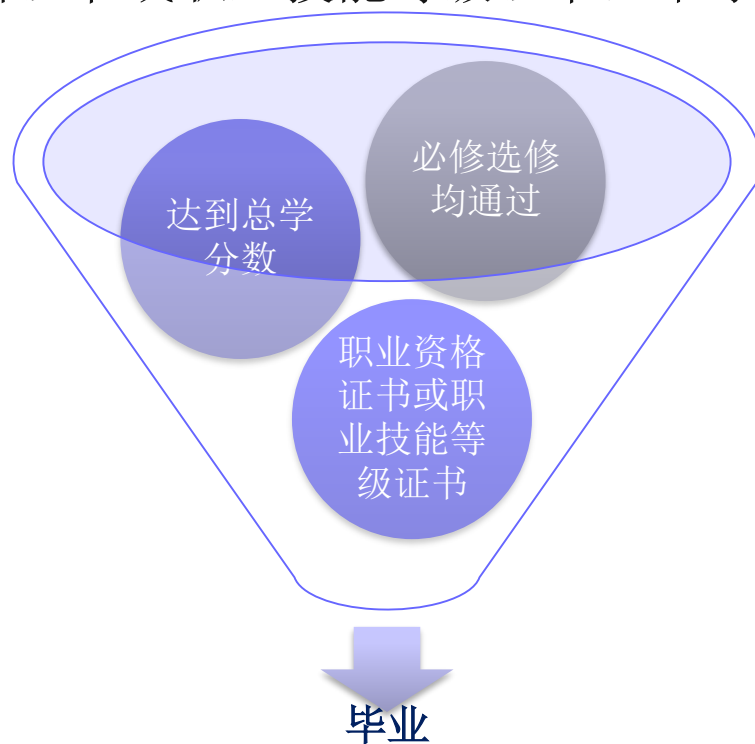 必修选修
均通过
达到总学
分数
职业资格
证书或职
业技能等
级证书
毕业